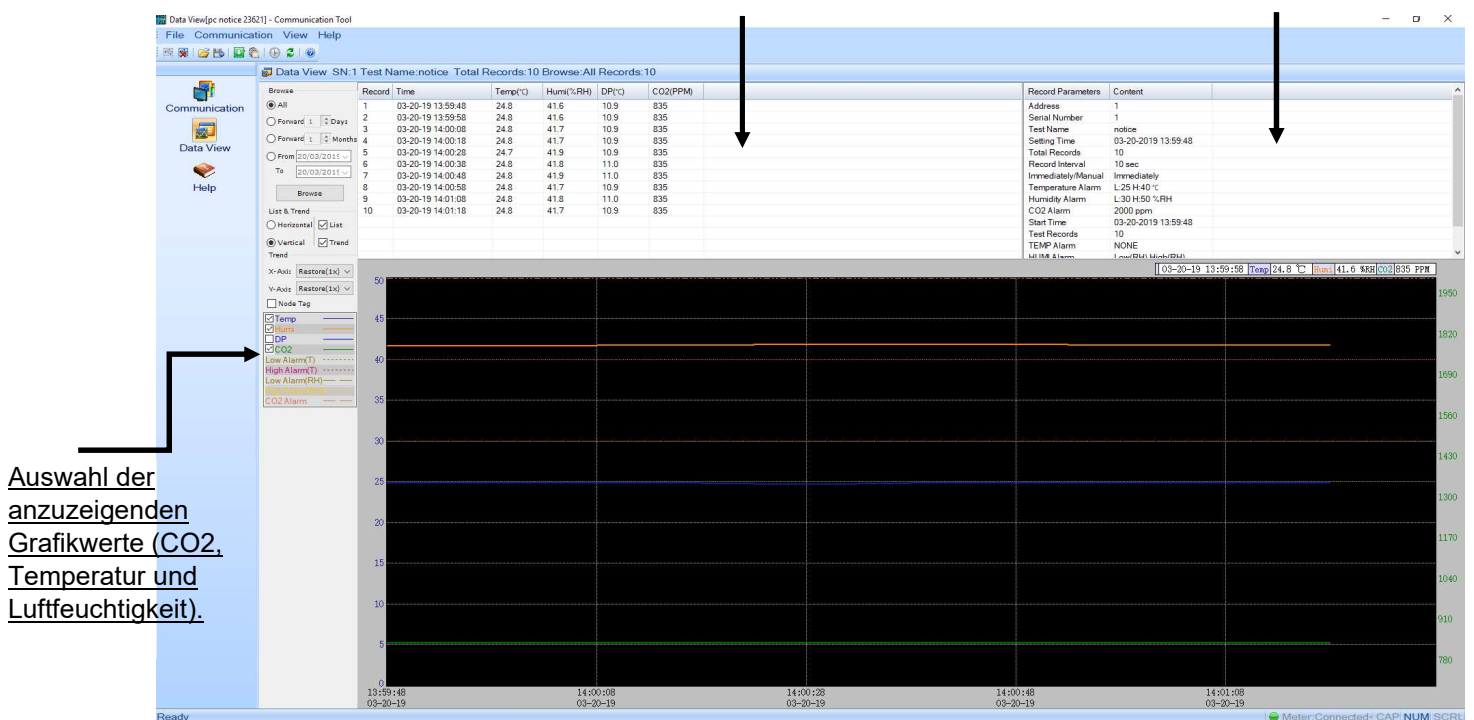 Data View[pc notice 23621] - Communication Tool
File Communication View Help
Data View SN:1 Test Name:notice Total Records:10 Browse:All Records:10
Communication
Data View
Help
Browse
All
Forward 1 Days
Forward 1 Months
From 20/03/2019
To 20/03/2019
Browse
List & Trend
Horizontal List
Vertical Trend
Trend
X-Axis Restore(1x)
Y-Axis Restore(1x)
Node Tag
Temp
Humi
DP
CO2
Low Alarm(T)
High Alarm(T)
Low Alarm(RH)
CO2 Alarm
Record Time Temp(°C) Humi(%RH) DP(°C) CO2(PPM)
1 03-20-19 13:59:48 24.8 41.6 10.9 835
2 03-20-19 13:59:58 24.8 41.6 10.9 835
3 03-20-19 14:00:08 24.8 41.7 10.9 835
4 03-20-19 14:00:18 24.8 41.7 10.9 835
5 03-20-19 14:00:28 24.7 41.9 10.9 835
6 03-20-19 14:00:38 24.8 41.8 11.0 835
7 03-20-19 14:00:48 24.8 41.9 11.0 835
8 03-20-19 14:00:58 24.8 41.7 10.9 835
9 03-20-19 14:01:08 24.8 41.8 11.0 835
10 03-20-19 14:01:18 24.8 41.7 10.9 835
Record Parameters Content
Address 1
Serial Number 1
Test Name notice
Setting Time 03-20-2019 13:59:48
Total Records 10
Record Interval 10 sec
Immediately/Manual Immediately
Temperature Alarm L:25 H:40 °C
Humidity Alarm L:30 H:50 %RH
CO2 Alarm 2000 ppm
Start Time 03-20-2019 13:59:48
Test Records 10
TEMP Alarm NONE
HUMI Alarm Low(RH) High(RH)
03-20-19 13:59:58 Temp 24.8 °C Humi 41.6 %RH CO2 835 PPM
50
45
40
35
30
25
20
15
10
5
0
1950
1820
1690
1560
1430
1300
1170
1040
910
780
13:59:48 14:00:08 14:00:28 14:00:48 14:01:08
03-20-19 03-20-19 03-20-19 03-20-19 03-20-19
Auswahl der
anzuzeigenden
Grafikwerte (CO2,
Temperatur und
Luftfeuchtigkeit).
Ready
Meter:Connected- CAP NUM SCRL